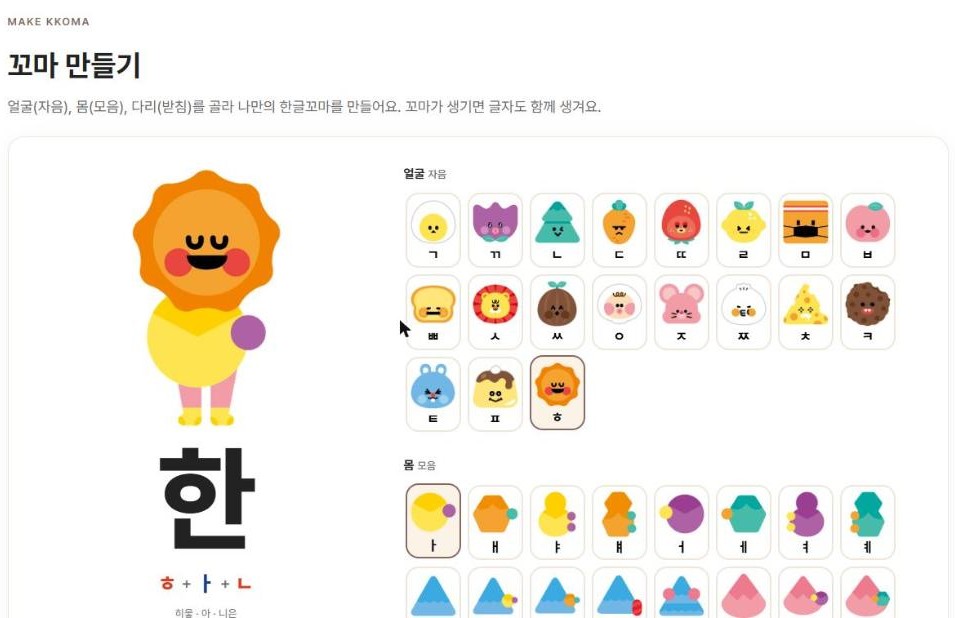 MAKE KKOMA
꼬마 만들기
얼굴(자음), 몸(모음), 다리(받침)를 골라 나만의 한글꼬마를 만들어요. 꼬마가 생기면 글자도 함께 생겨요.
얼굴 자음
ㄱ ㄲ ㄴ ㄷ ㄸ ㄹ ㅁ ㅂ
ㅃ ㅅ ㅆ ㅇ ㅈ ㅉ ㅊ ㅋ
ㅌ ㅍ ㅎ
한
ㅎ + ㅏ + ㄴ
히읗 · 아 · 니은
몸 모음
ㅏ ㅐ ㅑ ㅒ ㅓ ㅔ ㅕ ㅖ